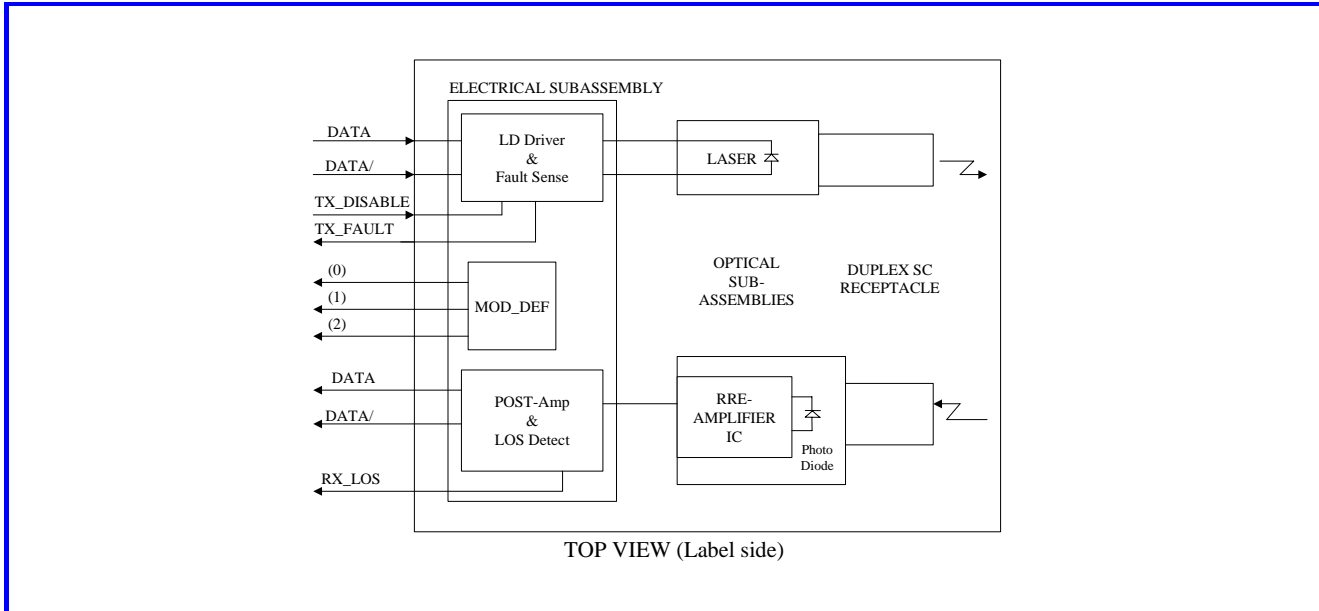 ELECTRICAL SUBASSEMBLY
DATA
DATA/
TX_DISABLE
TX_FAULT
LD Driver
&
Fault Sense
LASER
(0)
(1)
(2)
MOD_DEF
OPTICAL
SUB-
ASSEMBLIES
DUPLEX SC
RECEPTACLE
DATA
DATA/
RX_LOS
POST-Amp
&
LOS Detect
RRE-
AMPLIFIER
IC
Photo
Diode
TOP VIEW (Label side)